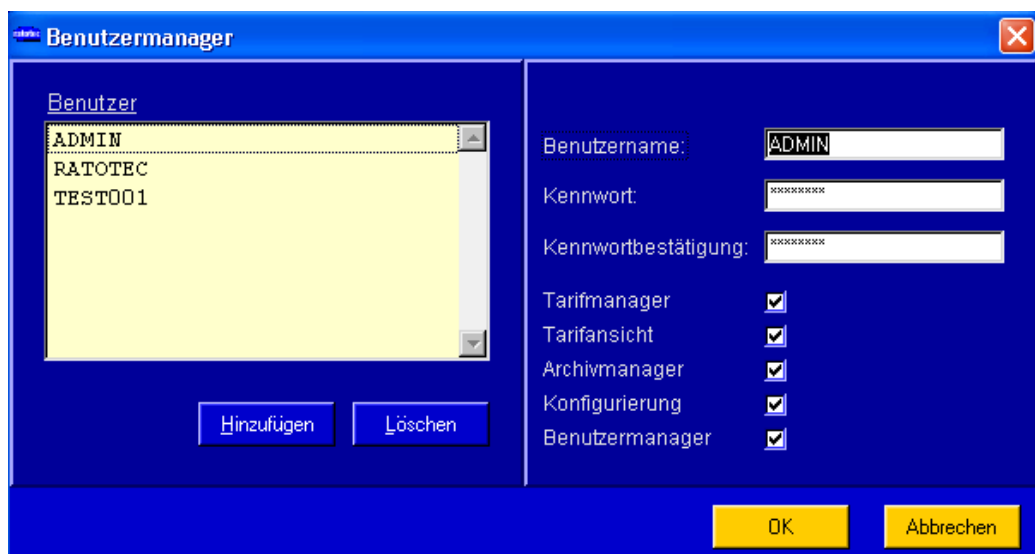 Benutzermanager
Benutzer
ADMIN
RATOTEC
TEST001
Hinzufügen
Löschen
Benutzername:
ADMIN
Kennwort:
********
Kennwortbestätigung:
********
Tarifmanager
Tarifansicht
Archivmanager
Konfigurierung
Benutzermanager
OK
Abbrechen